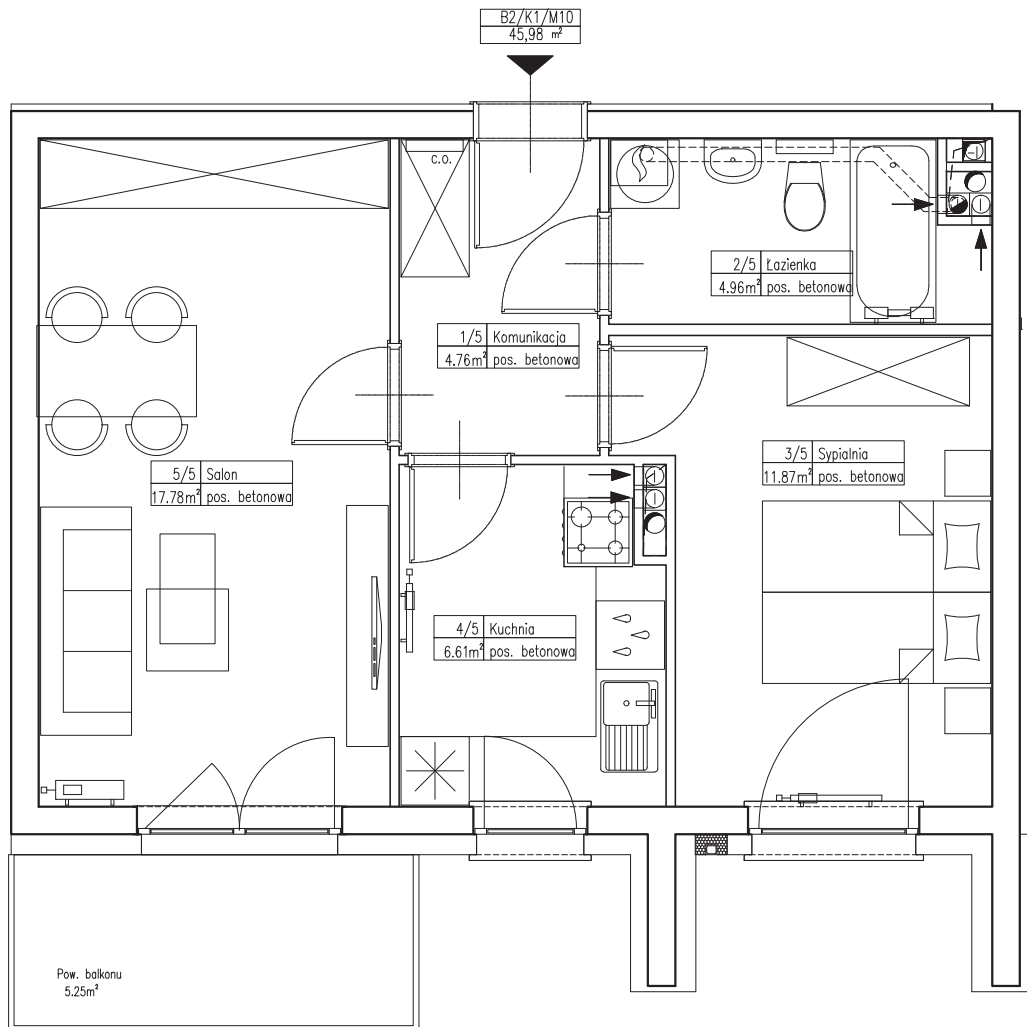 B2/K1/M10
45,98 m²
c.o.
2/5 Łazienka
4.96m² pos. betonowa
1/5 Komunikacja
4.76m² pos. betonowa
3/5 Sypialnia
11.87m² pos. betonowa
5/5 Salon
17.78m² pos. betonowa
4/5 Kuchnia
6.61m² pos. betonowa
Pow. balkonu
5.25m²